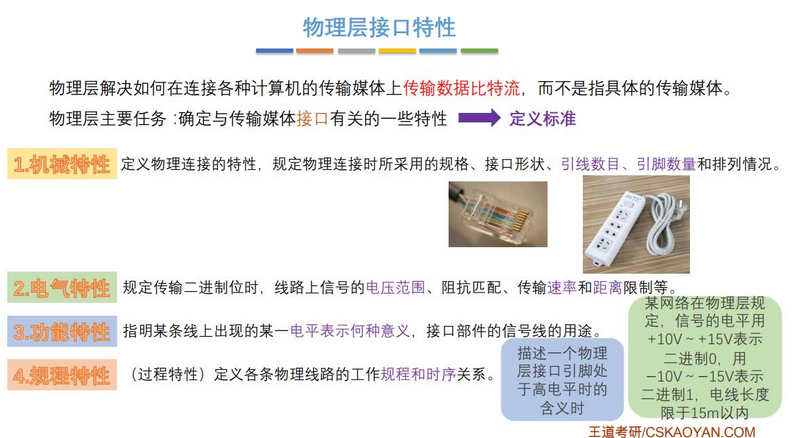 物理层接口特性
物理层解决如何在连接各种计算机的传输媒体上传输数据比特流，而不是指具体的传输媒体。
物理层主要任务 :确定与传输媒体接口有关的一些特性
定义标准
1.机械特性
定义物理连接的特性，规定物理连接时所采用的规格、接口形状、引线数目、引脚数量和排列情况。
2.电气特性
规定传输二进制位时，线路上信号的电压范围、阻抗匹配、传输速率和距离限制等。
3.功能特性
指明某条线上出现的某一电平表示何种意义，接口部件的信号线的用途。
4.规程特性
（过程特性）定义各条物理线路的工作规程和时序关系。
描述一个物理
层接口引脚处
于高电平时的
含义时
某网络在物理层规
定，信号的电平用
+10V～+15V表示
二进制0，用
−10V～−15V表示
二进制1，电线长度
限于15m以内
王道考研/CSKAOYAN.COM